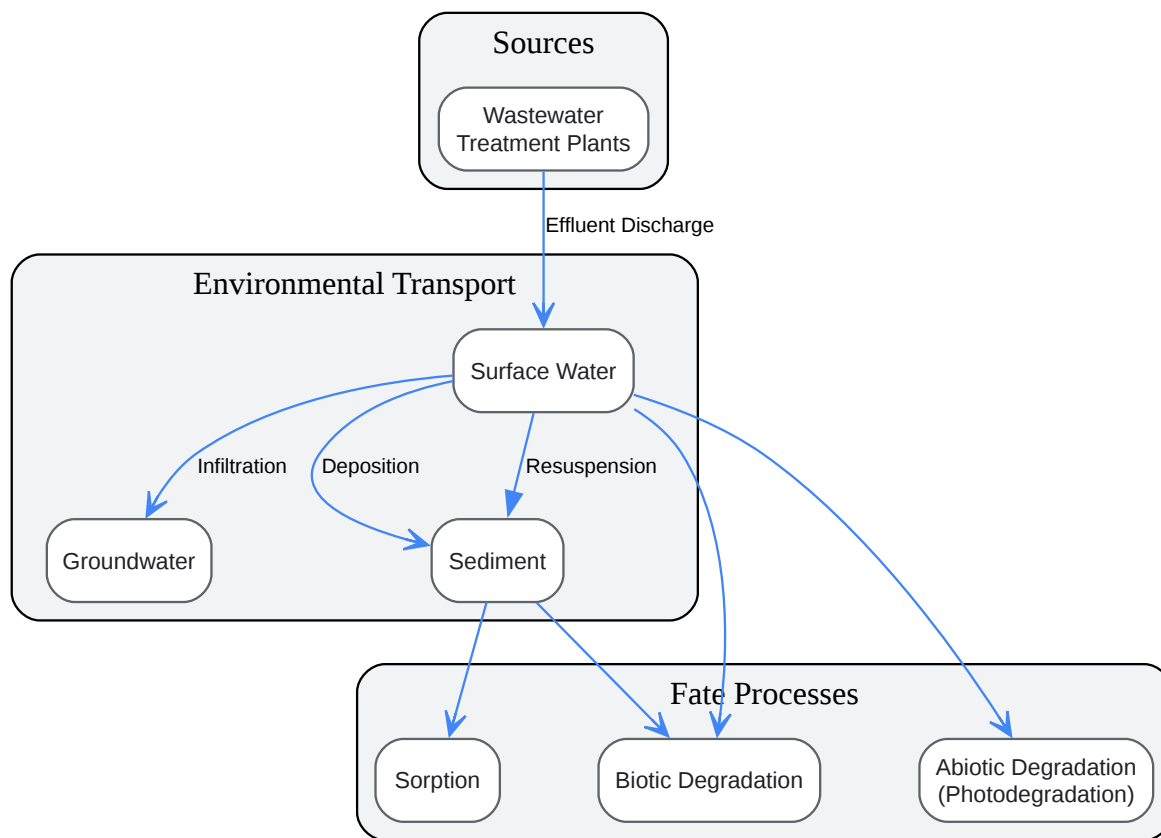 Sources
Wastewater
Treatment Plants
Effluent Discharge
Environmental Transport
Surface Water
Infiltration
Deposition
Resuspension
Groundwater
Sediment
Fate Processes
Sorption
Biotic Degradation
Abiotic Degradation
(Photodegradation)